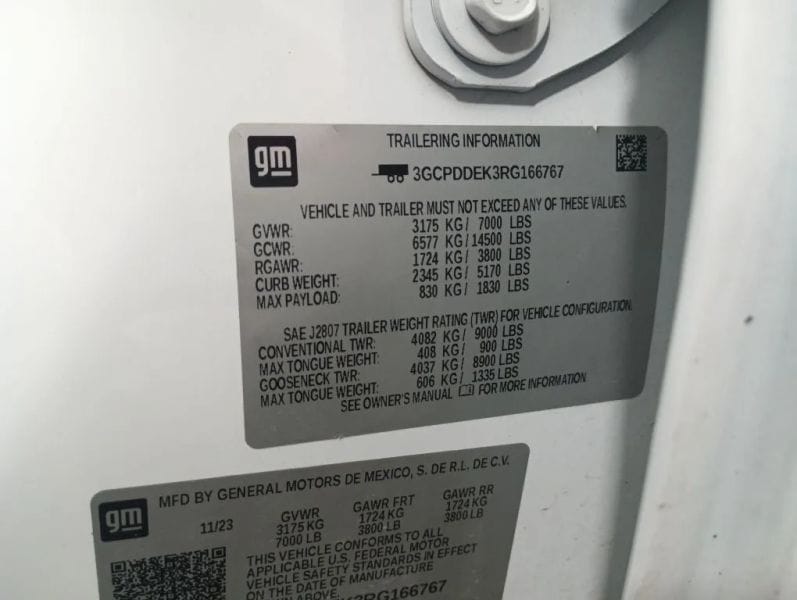 gm
TRAILERING INFORMATION
3GCPDDEK3RG166767
VEHICLE AND TRAILER MUST NOT EXCEED ANY OF THESE VALUES.
GVWR: 3175 KG/ 7000 LBS
GCWR: 6577 KG/14500 LBS
RGAWR: 1724 KG/ 3800 LBS
CURB WEIGHT: 2345 KG/ 5170 LBS
MAX PAYLOAD: 830 KG/ 1830 LBS
SAE J2807 TRAILER WEIGHT RATING (TWR) FOR VEHICLE CONFIGURATION.
CONVENTIONAL TWR: 4082 KG/ 9000 LBS
MAX TONGUE WEIGHT: 408 KG/ 900 LBS
GOOSENECK TWR: 4037 KG/ 8900 LBS
MAX TONGUE WEIGHT: 606 KG/ 1335 LBS
SEE OWNER'S MANUAL FOR MORE INFORMATION
gm
MFD BY GENERAL MOTORS DE MEXICO, S. DE R.L. DE C.V.
11/23 GVWR GAWR FRT GAWR RR
3175 KG 1724 KG 1724 KG
7000 LB 3800 LB 3800 LB
THIS VEHICLE CONFORMS TO ALL
APPLICABLE U.S. FEDERAL MOTOR
VEHICLE SAFETY STANDARDS IN EFFECT
ON THE DATE OF MANUFACTURE
SHOWN ABOVE.
K3RG166767